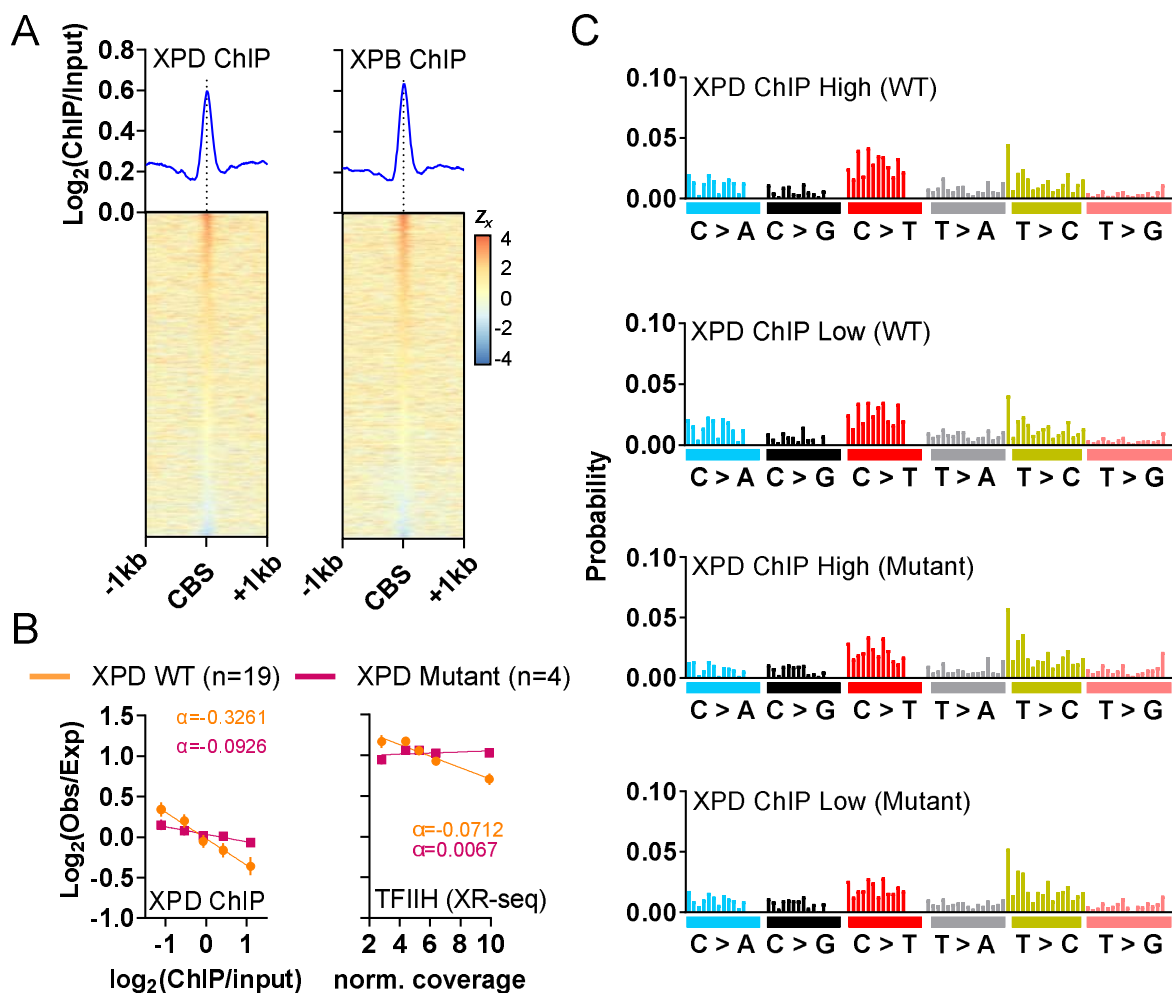 A
XPD ChIP
XPB ChIP
Log2(ChIP/Input)
0.8
0.6
0.4
0.2
0.0
Zx
4
2
0
-2
-4
-1kb
CBS
+1kb
-1kb
CBS
+1kb
B
XPD WT (n=19)
XPD Mutant (n=4)
Log2(Obs/Exp)
1.5
1.0
0.5
0.0
-0.5
-1.0
α=-0.3261
α=-0.0926
XPD ChIP
-1 0 1
log2(ChIP/input)
α=-0.0712
α=0.0067
TFIIH (XR-seq)
2 4 6 8 10
norm. coverage
C
Probability
XPD ChIP High (WT)
0.10
0.05
0.00
C > A C > G C > T T > A T > C T > G
XPD ChIP Low (WT)
0.10
0.05
0.00
C > A C > G C > T T > A T > C T > G
XPD ChIP High (Mutant)
0.10
0.05
0.00
C > A C > G C > T T > A T > C T > G
XPD ChIP Low (Mutant)
0.10
0.05
0.00
C > A C > G C > T T > A T > C T > G